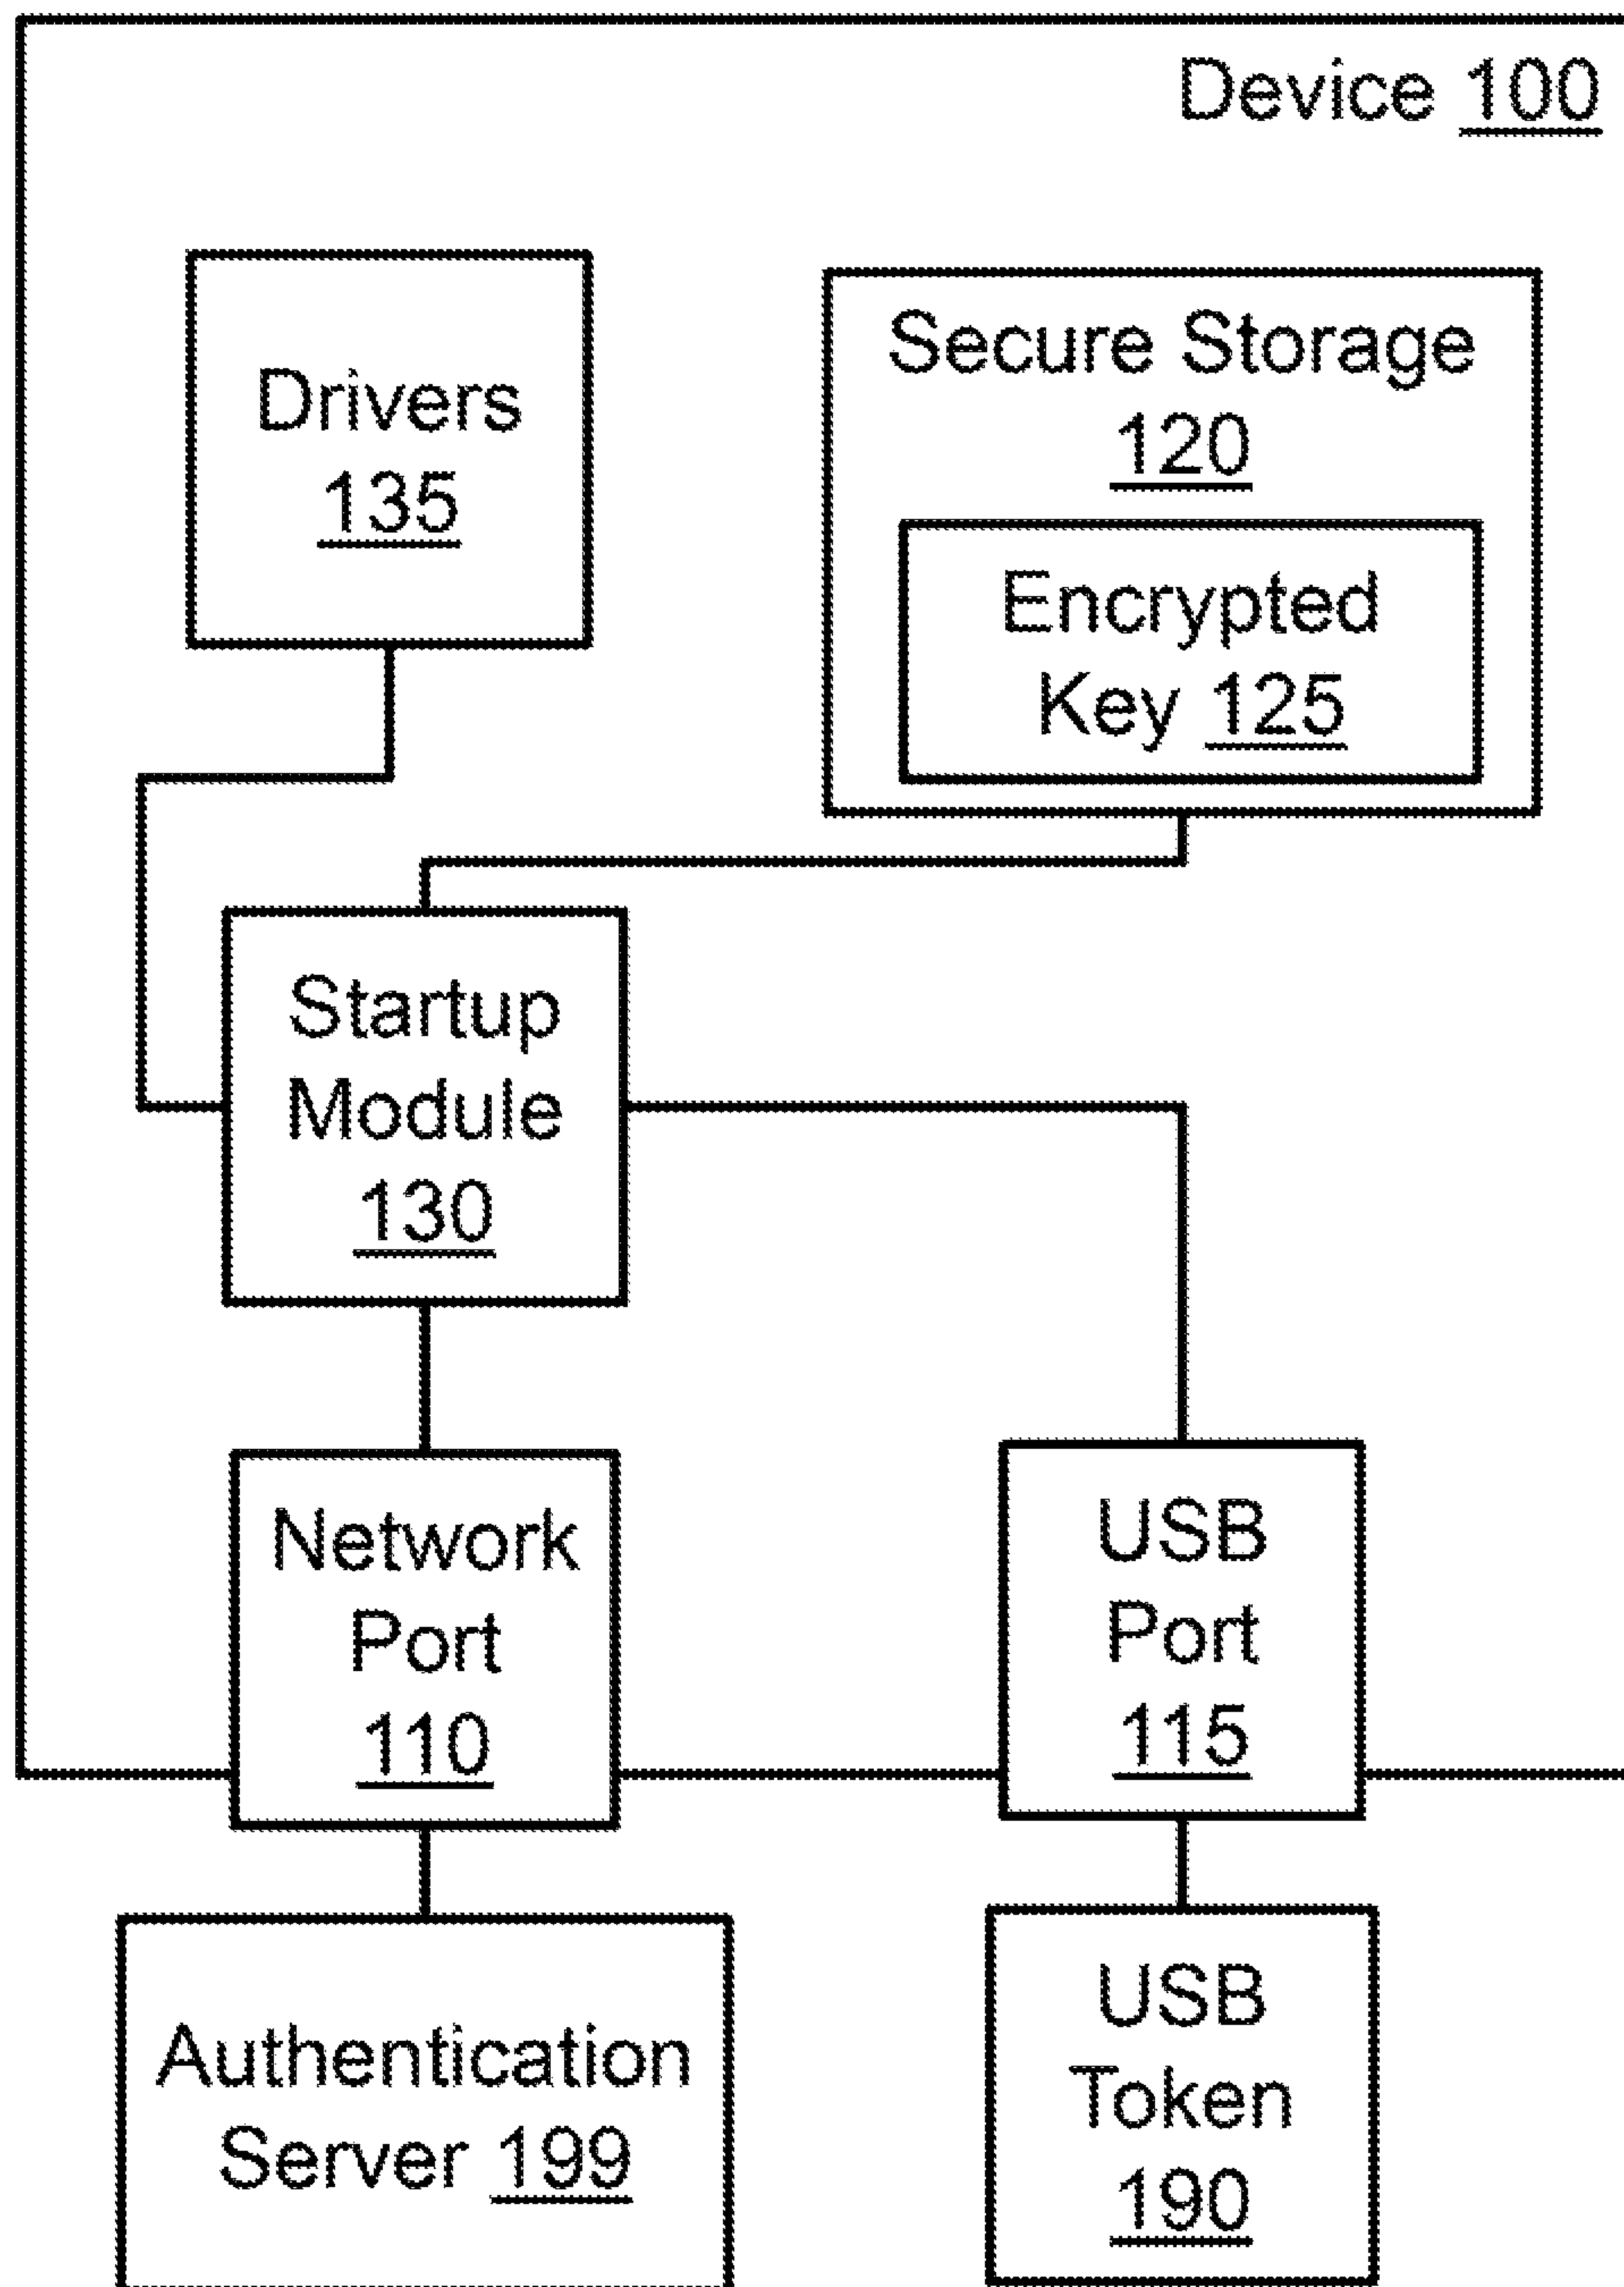 Device 100
Drivers
135
Secure Storage
120
Encrypted
Key 125
Startup
Module
130
Network
Port
110
USB
Port
115
Authentication
Server 199
USB
Token
190